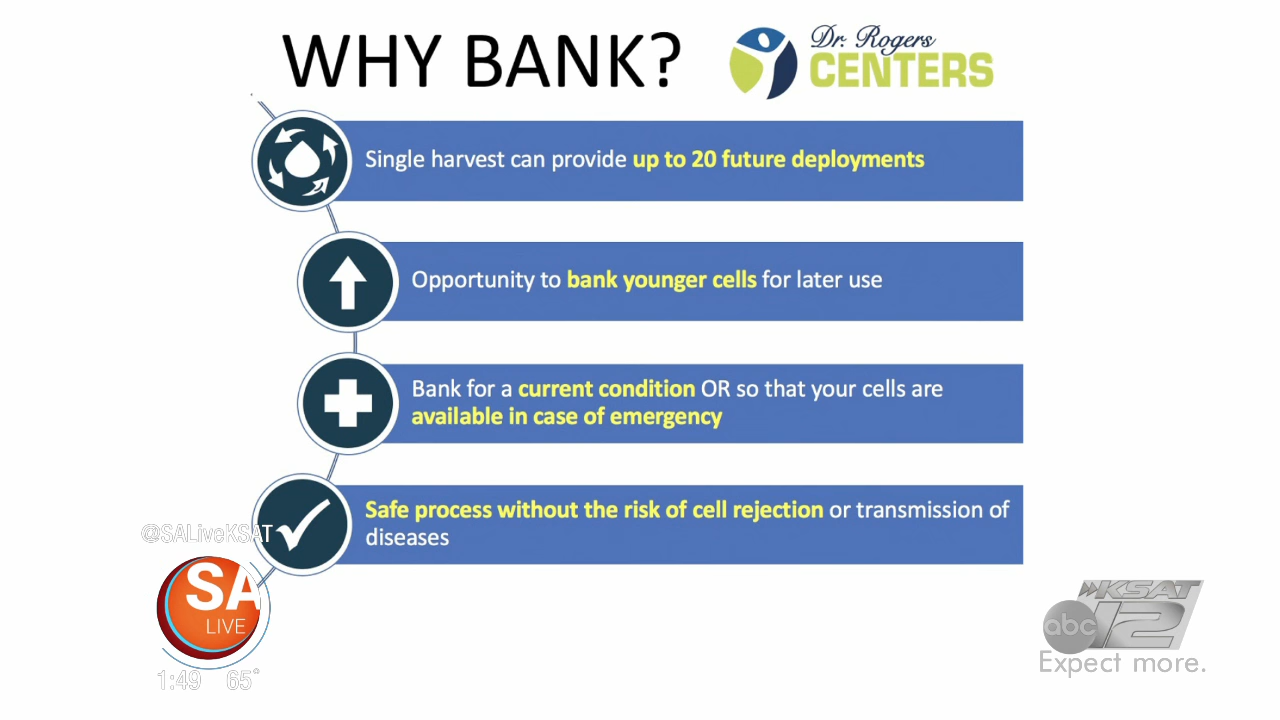 WHY BANK?
Dr. Rogers
CENTERS
Single harvest can provide up to 20 future deployments
Opportunity to bank younger cells for later use
Bank for a current condition OR so that your cells are
available in case of emergency
Safe process without the risk of cell rejection or transmission of
diseases
@SALiveKSAT
SA
LIVE
1:49 65°
KSAT
abc 12
Expect more.